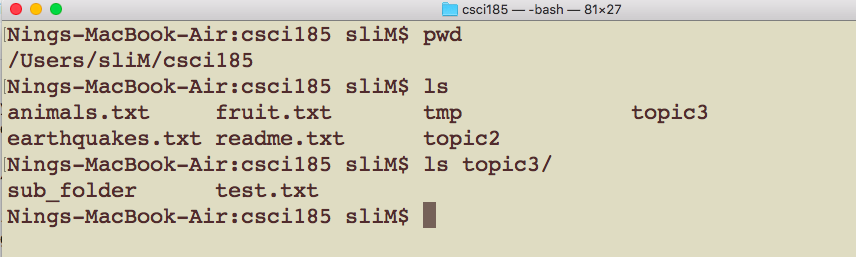 csci185 — -bash — 81×27
[Nings-MacBook-Air:csci185 sliM$ pwd
/Users/sliM/csci185
[Nings-MacBook-Air:csci185 sliM$ ls
animals.txt fruit.txt tmp topic3
earthquakes.txt readme.txt topic2
[Nings-MacBook-Air:csci185 sliM$ ls topic3/
sub_folder test.txt
Nings-MacBook-Air:csci185 sliM$